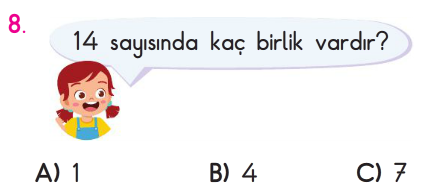 8.
14 sayısında kaç birlik vardır?
A) 1 B) 4 C) 7